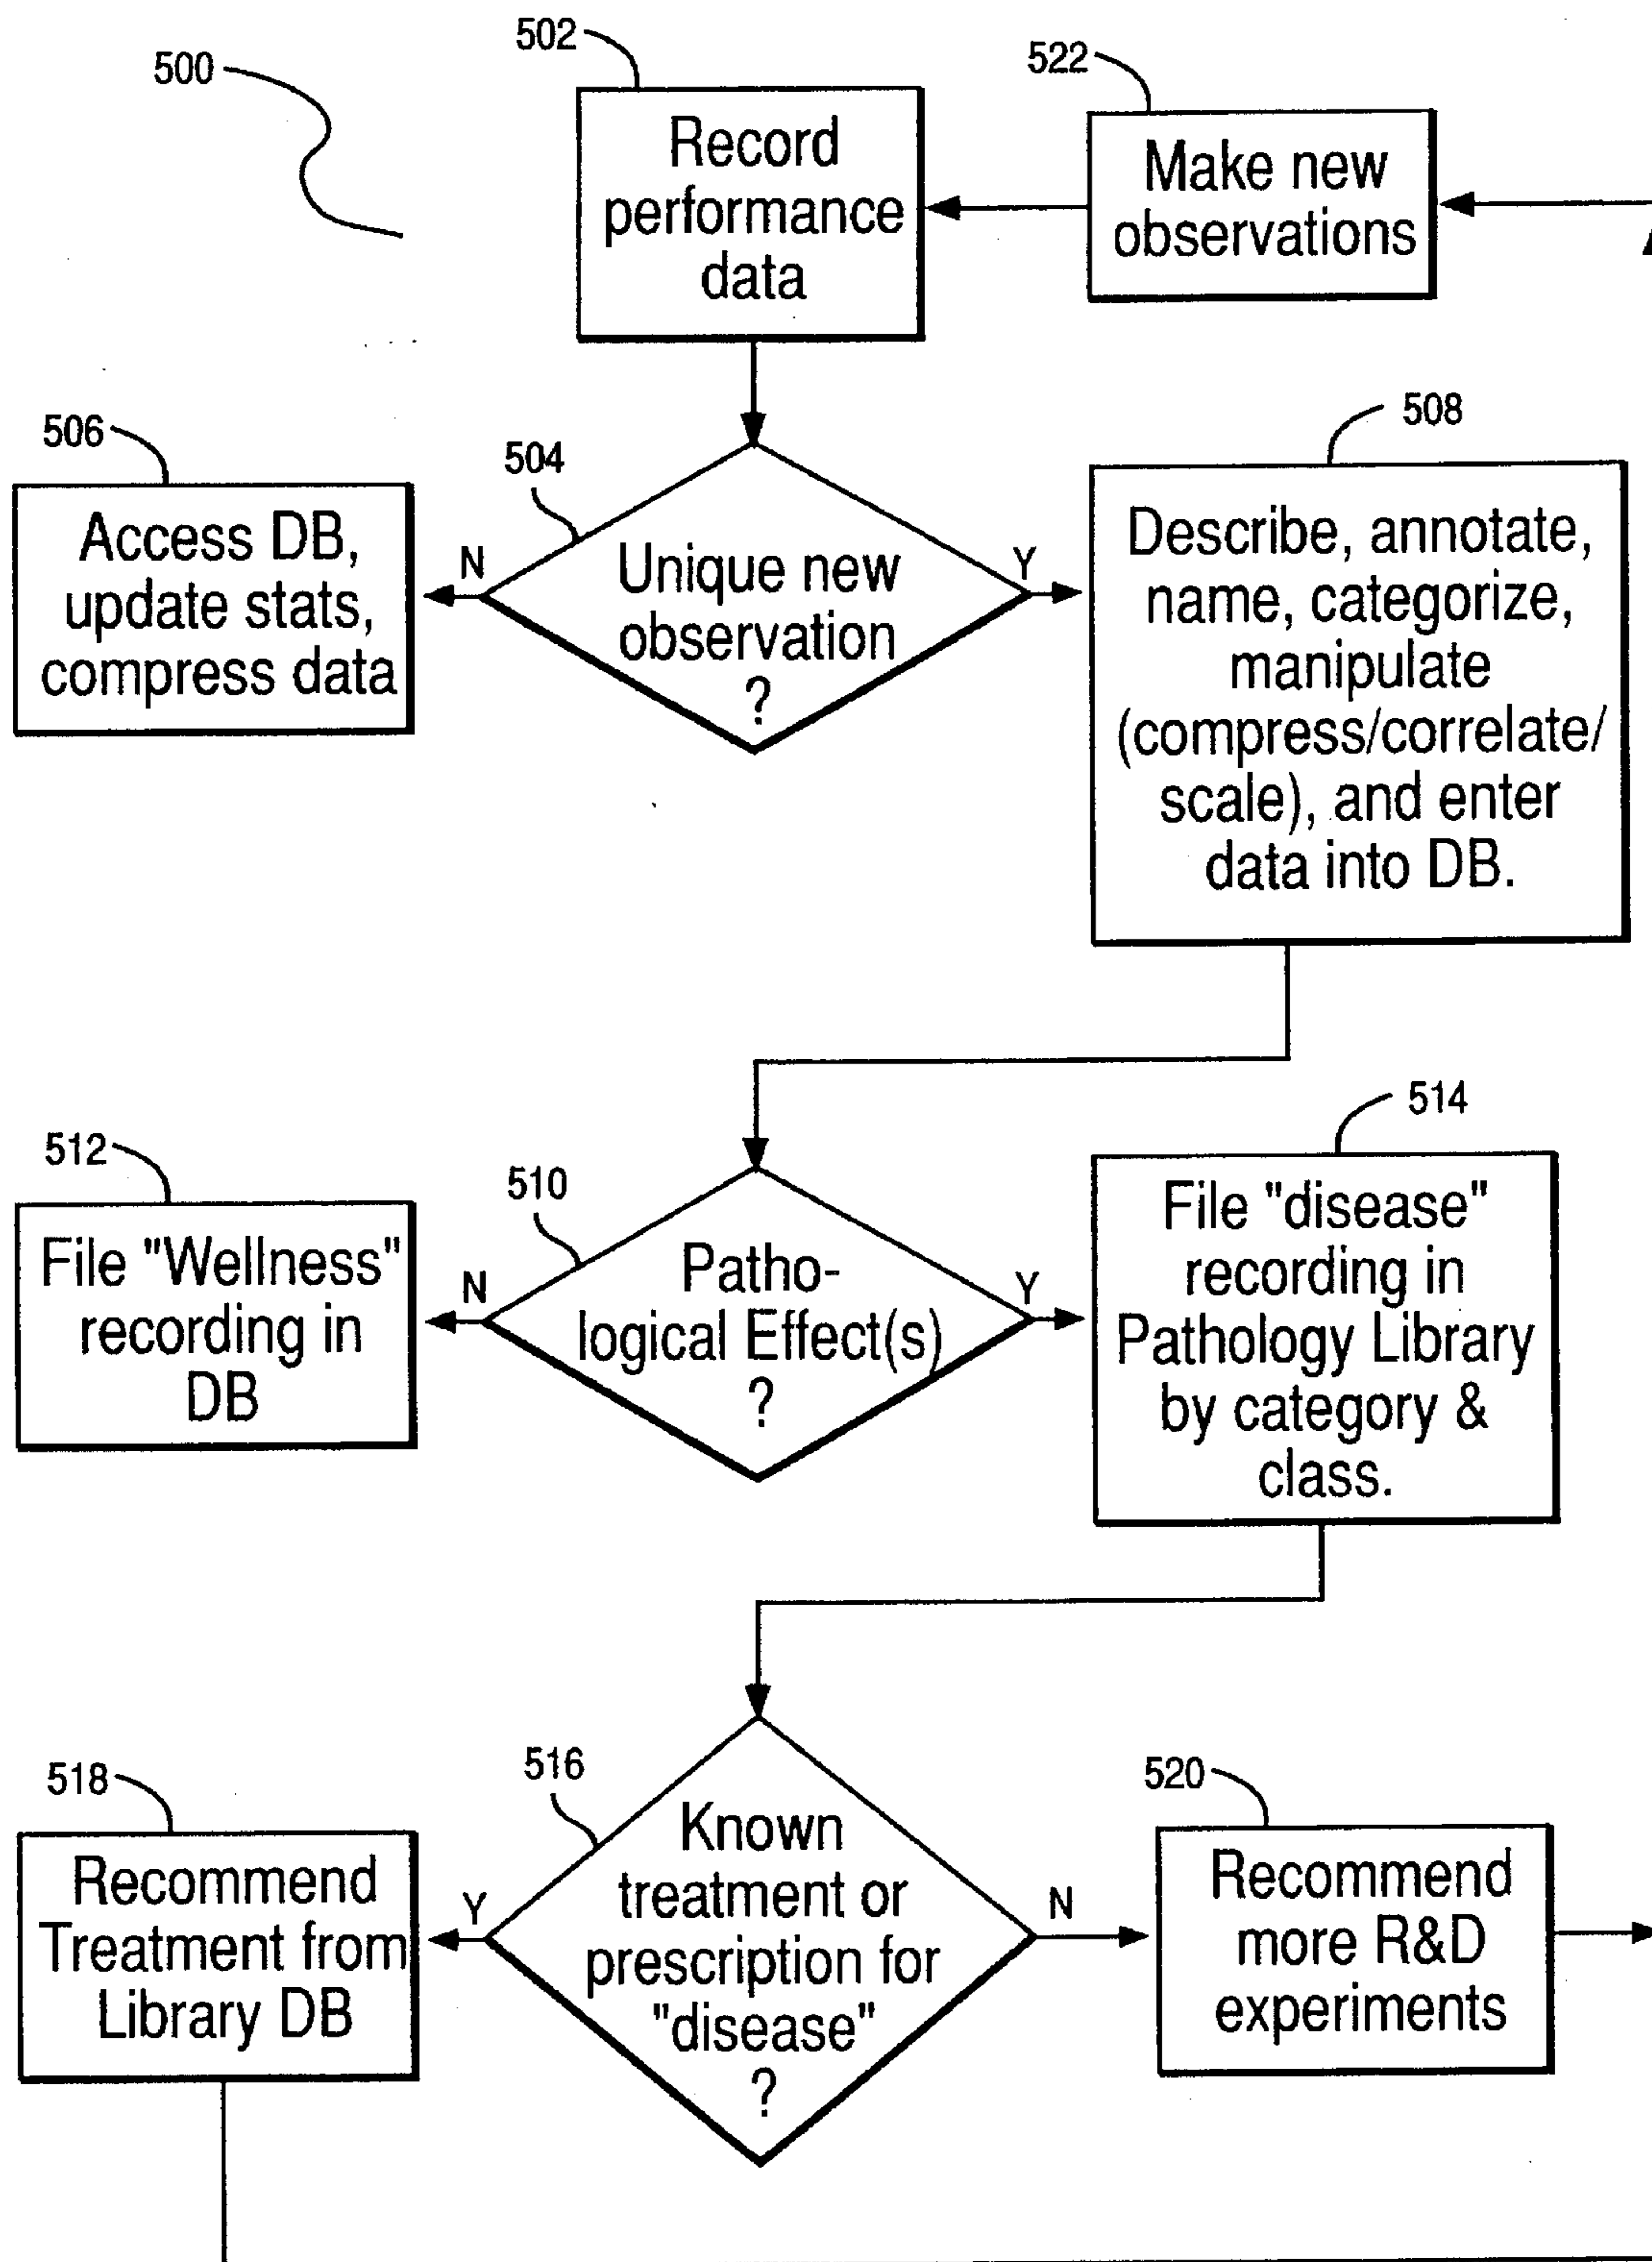 500
502
Record
performance
data
522
Make new
observations
506
Access DB,
update stats,
compress data
504
N
Unique new
observation
?
Y
508
Describe, annotate,
name, categorize,
manipulate
(compress/correlate/
scale), and enter
data into DB.
512
File "Wellness"
recording in
DB
510
N
Patho-
logical Effect(s)
?
Y
514
File "disease"
recording in
Pathology Library
by category &
class.
518
Recommend
Treatment from
Library DB
516
Y
Known
treatment or
prescription for
"disease"
?
N
520
Recommend
more R&D
experiments